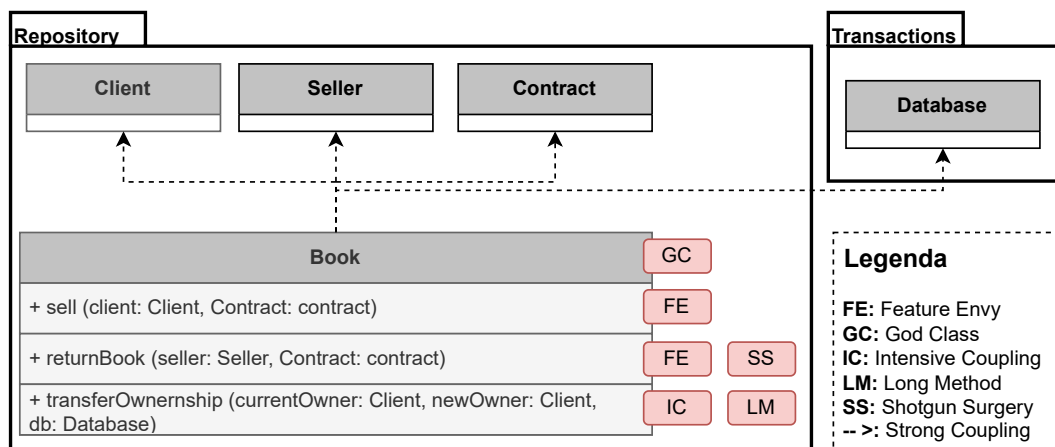 Repository
Transactions
Client
Seller
Contract
Database
Book
GC
+ sell (client: Client, Contract: contract)
FE
+ returnBook (seller: Seller, Contract: contract)
FE
SS
+ transferOwnernship (currentOwner: Client, newOwner: Client,
db: Database)
IC
LM
Legenda
FE: Feature Envy
GC: God Class
IC: Intensive Coupling
LM: Long Method
SS: Shotgun Surgery
-- >: Strong Coupling